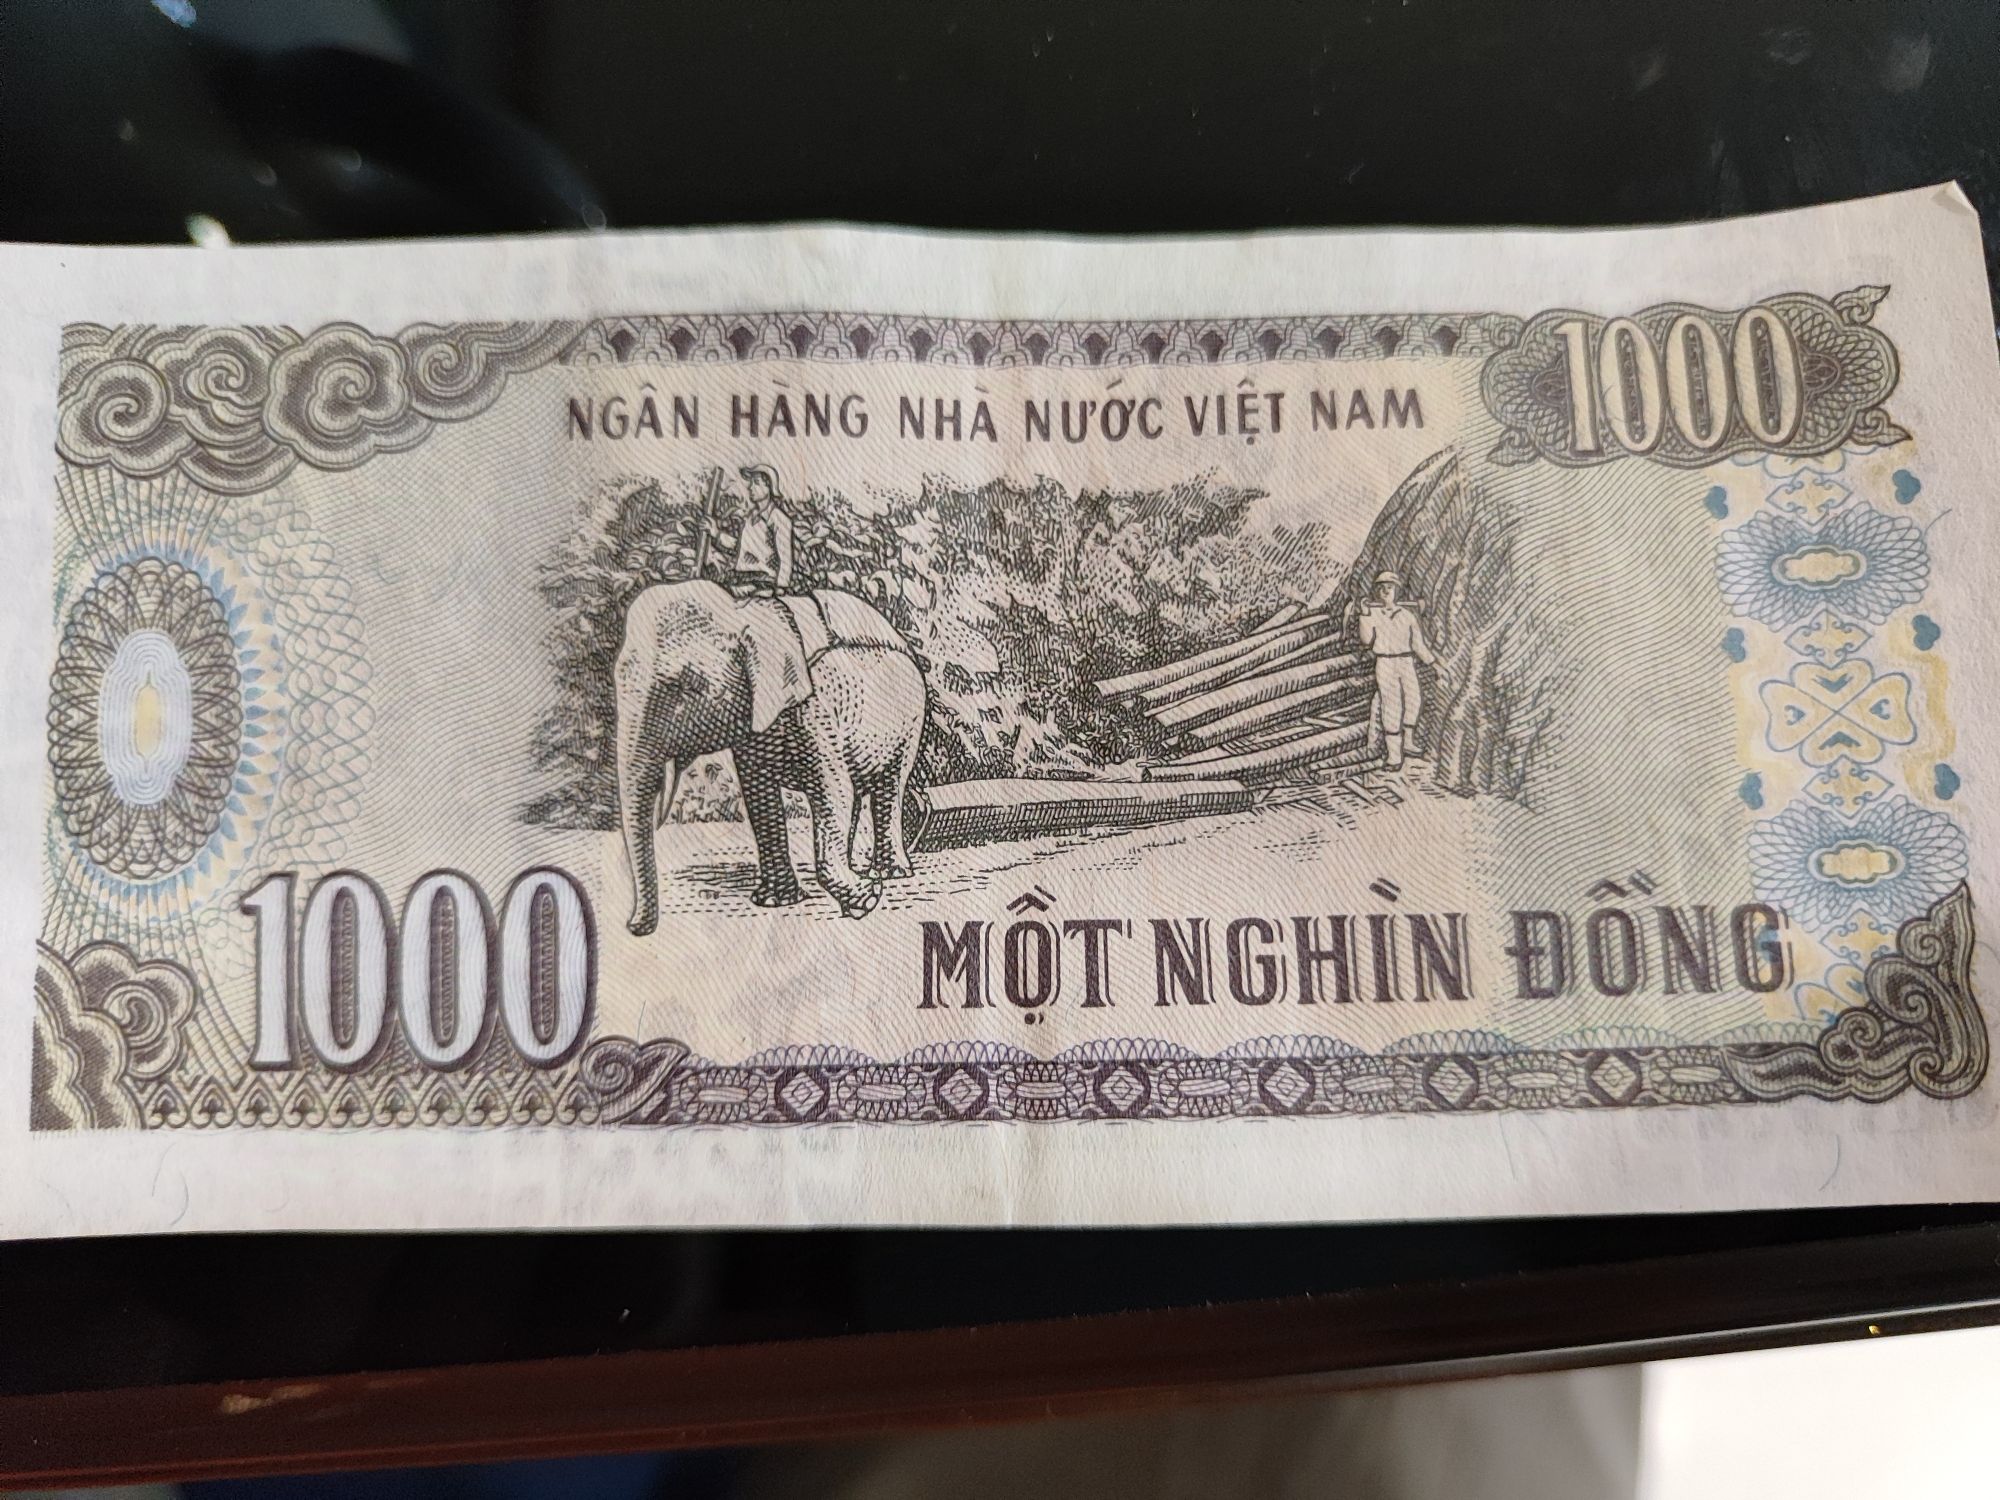 NGÂN HÀNG NHÀ NƯỚC VIỆT NAM
1000
1000
MỘT NGHÌN ĐỒNG